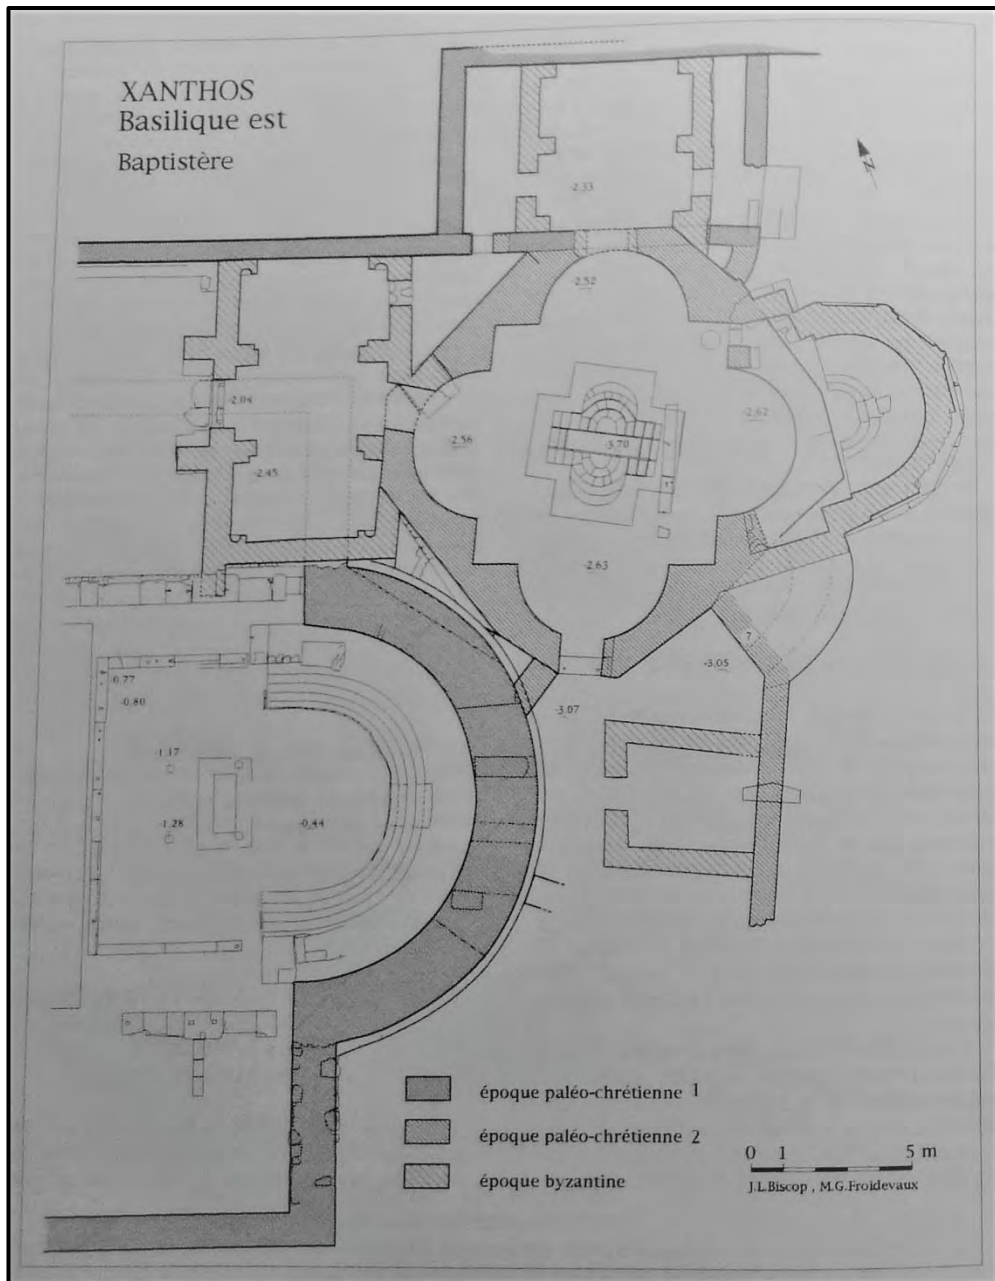 XANTHOS
Basilique est
Baptistère
N
-2.33
-2.52
-2.04
-2.62
-2.56
-3.70
-2.45
-2.63
?
-3.05
-0.77
-0.80
-3.07
-1.17
-1.28
-0.44
époque paléo-chrétienne 1
époque paléo-chrétienne 2
époque byzantine
0 1 5 m
J.L.Biscop , M.G.Froidevaux